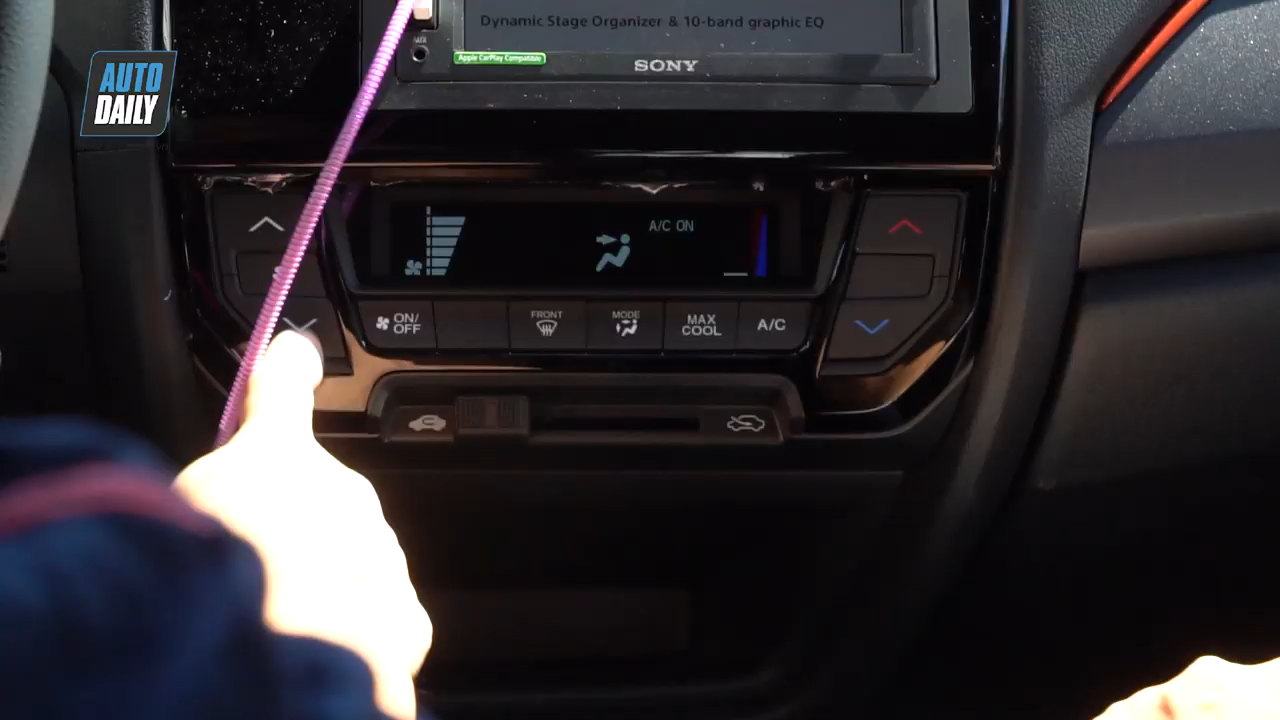 Dynamic Stage Organizer & 10-band graphic EQ
Apple CarPlay Compatible
SONY
AUTO
DAILY
A/C ON
ON/
OFF
FRONT
MODE
MAX
COOL
A/C